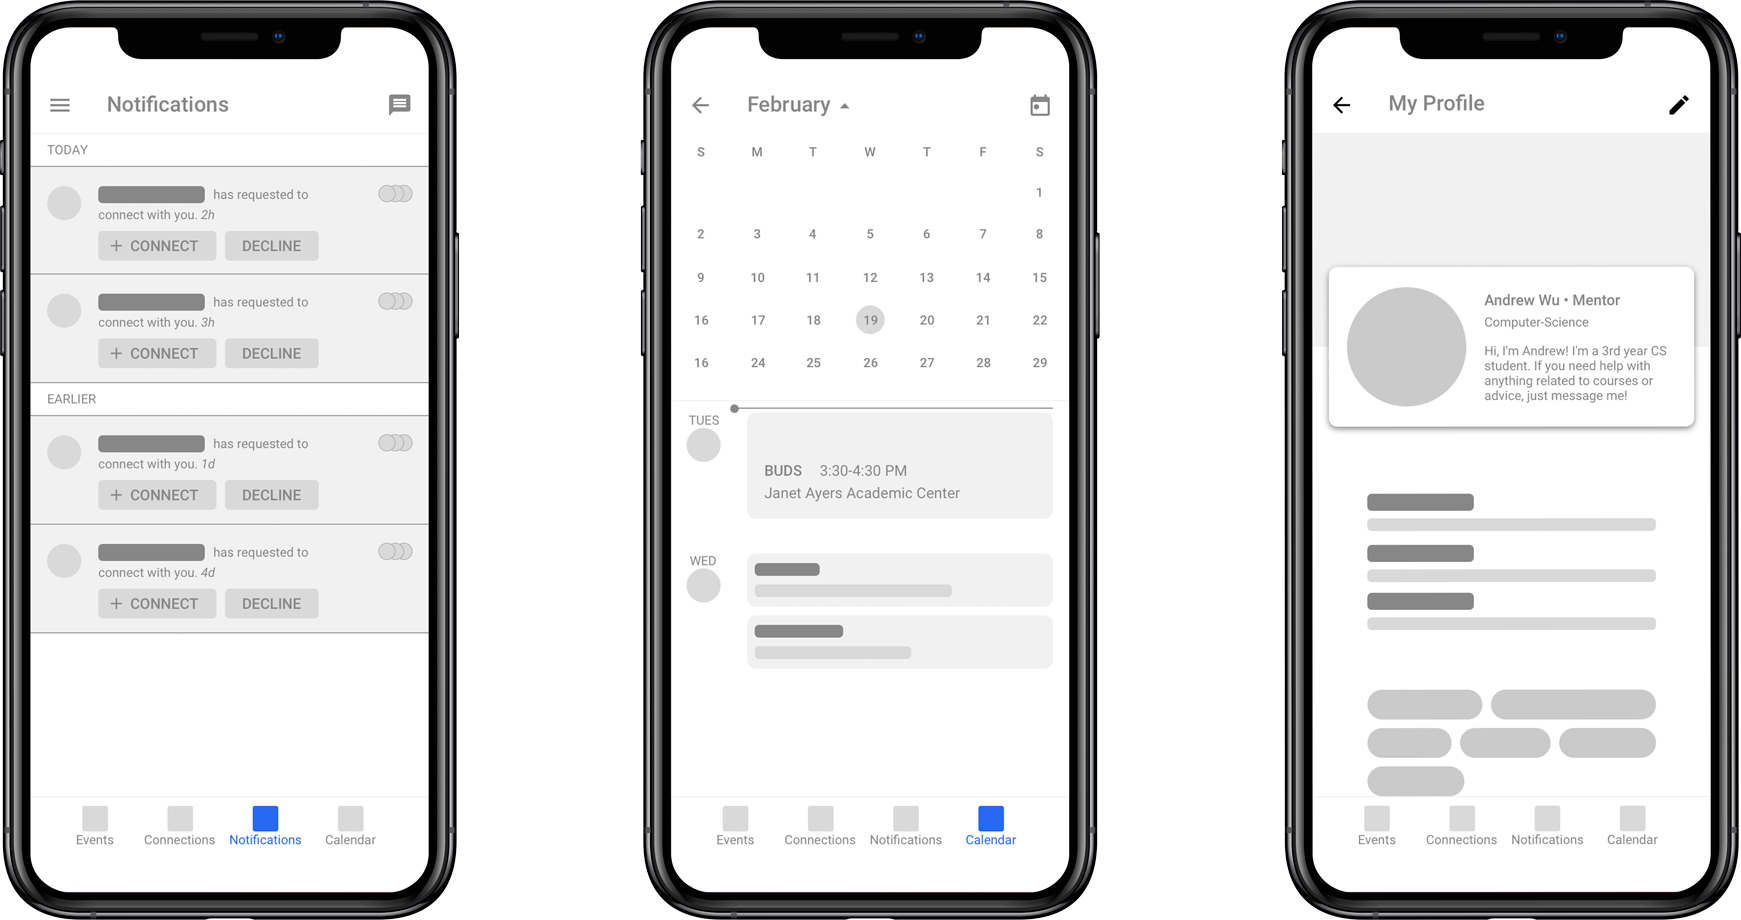 Notifications
TODAY
has requested to
connect with you. 2h
+ CONNECT DECLINE
has requested to
connect with you. 3h
+ CONNECT DECLINE
EARLIER
has requested to
connect with you. 1d
+ CONNECT DECLINE
has requested to
connect with you. 4d
+ CONNECT DECLINE
Events Connections Notifications Calendar
February
S M T W T F S
1
2 3 4 5 6 7 8
9 10 11 12 13 14 15
16 17 18 19 20 21 22
16 24 25 26 27 28 29
TUES
BUDS 3:30-4:30 PM
Janet Ayers Academic Center
WED
Events Connections Notifications Calendar
My Profile
Andrew Wu • Mentor
Computer-Science
Hi, I'm Andrew! I'm a 3rd year CS
student. If you need help with
anything related to courses or
advice, just message me!
Events Connections Notifications Calendar